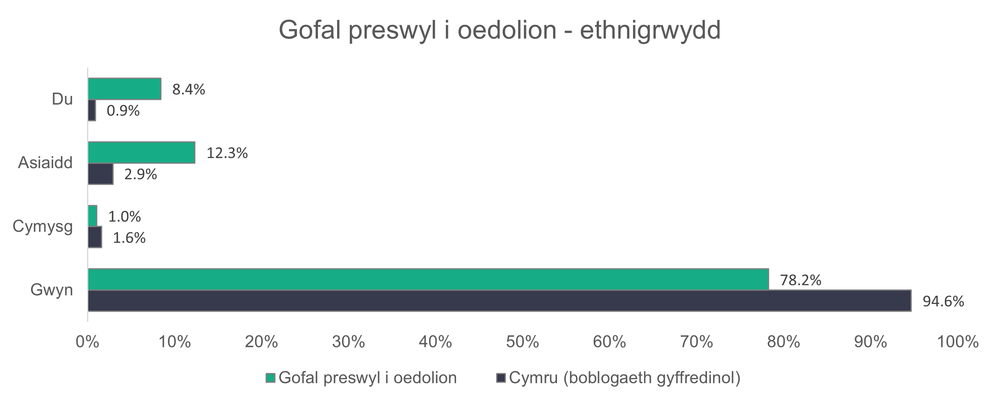 Gofal preswyl i oedolion - ethnigrwydd
Du
8.4%
0.9%
Asiaidd
12.3%
2.9%
Cymysg
1.0%
1.6%
Gwyn
78.2%
94.6%
0% 10% 20% 30% 40% 50% 60% 70% 80% 90% 100%
Gofal preswyl i oedolion Cymru (boblogaeth gyffredinol)